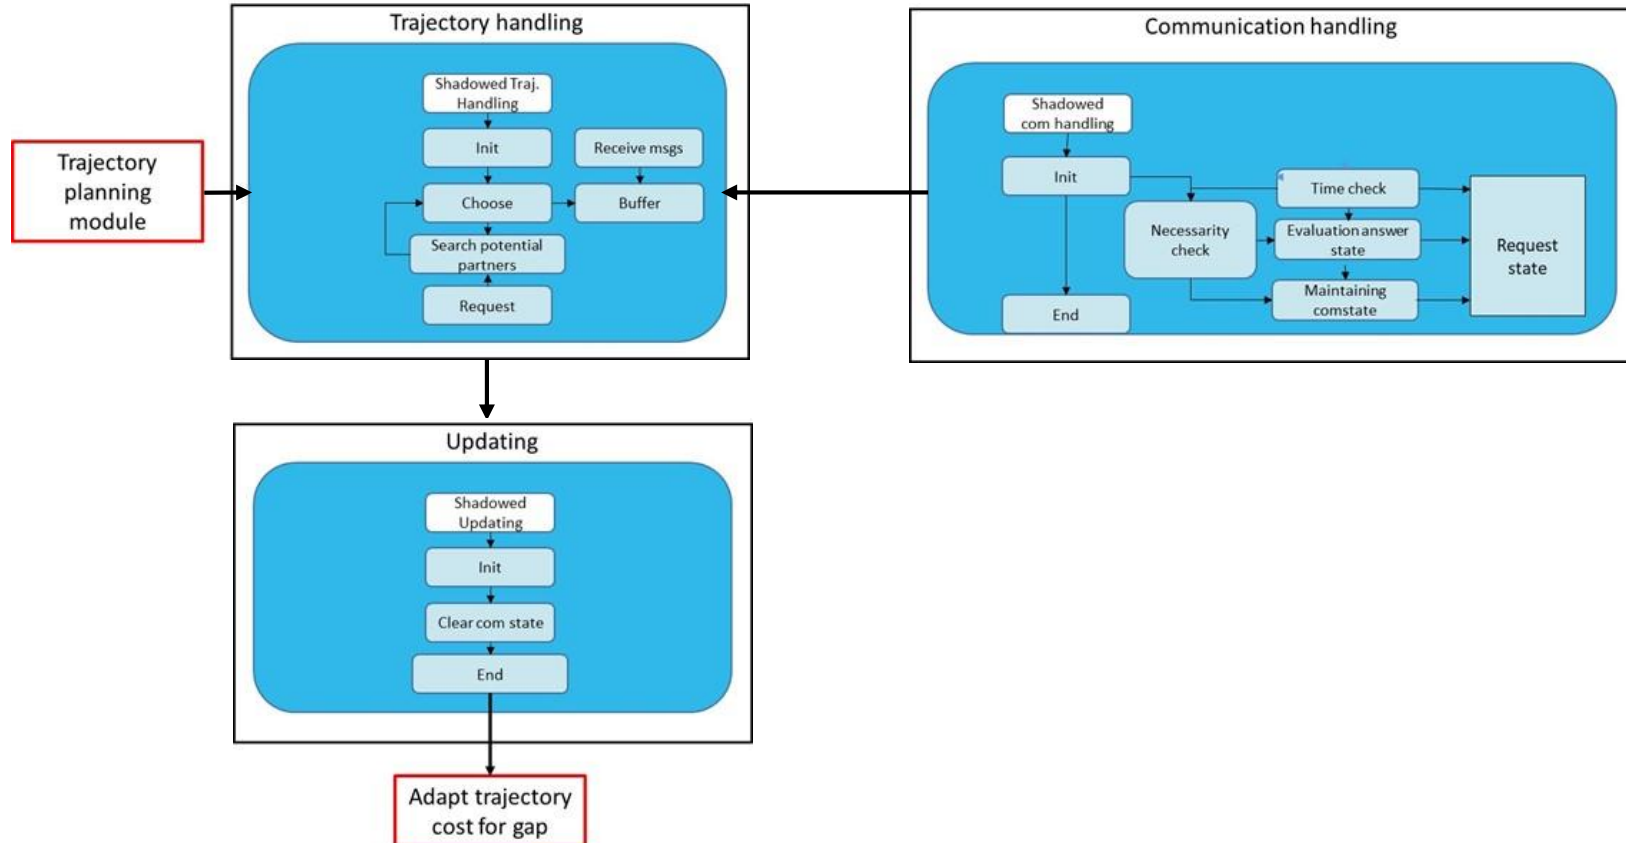 Trajectory handling
Shadowed Traj.
Handling
Init
Receive msgs
Choose
Buffer
Search potential
partners
Request
Trajectory
planning
module
Communication handling
Shadowed
com handling
Init
Time check
Necessarity
check
Evaluation answer
state
Maintaining
comstate
Request
state
End
Updating
Shadowed
Updating
Init
Clear com state
End
Adapt trajectory
cost for gap